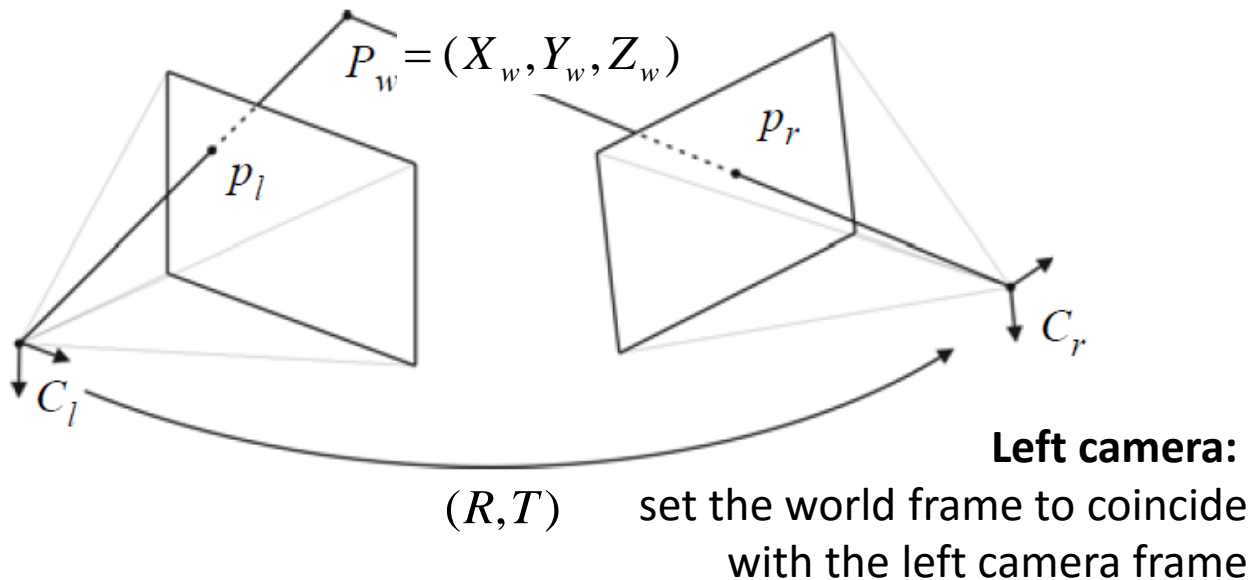 P_w = (X_w, Y_w, Z_w)
p_l
p_r
C_l
C_r
(R,T)
Left camera:
set the world frame to coincide
with the left camera frame